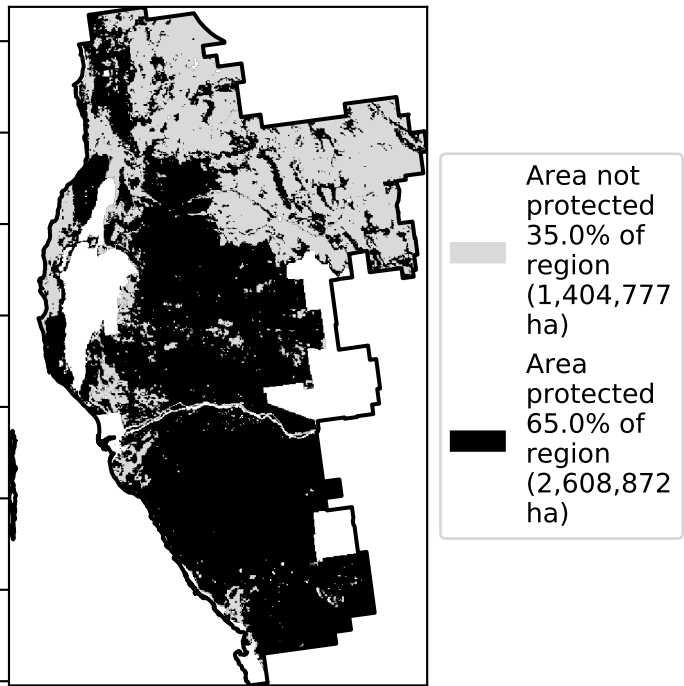 Area not
protected
35.0% of
region
(1,404,777
ha)
Area
protected
65.0% of
region
(2,608,872
ha)